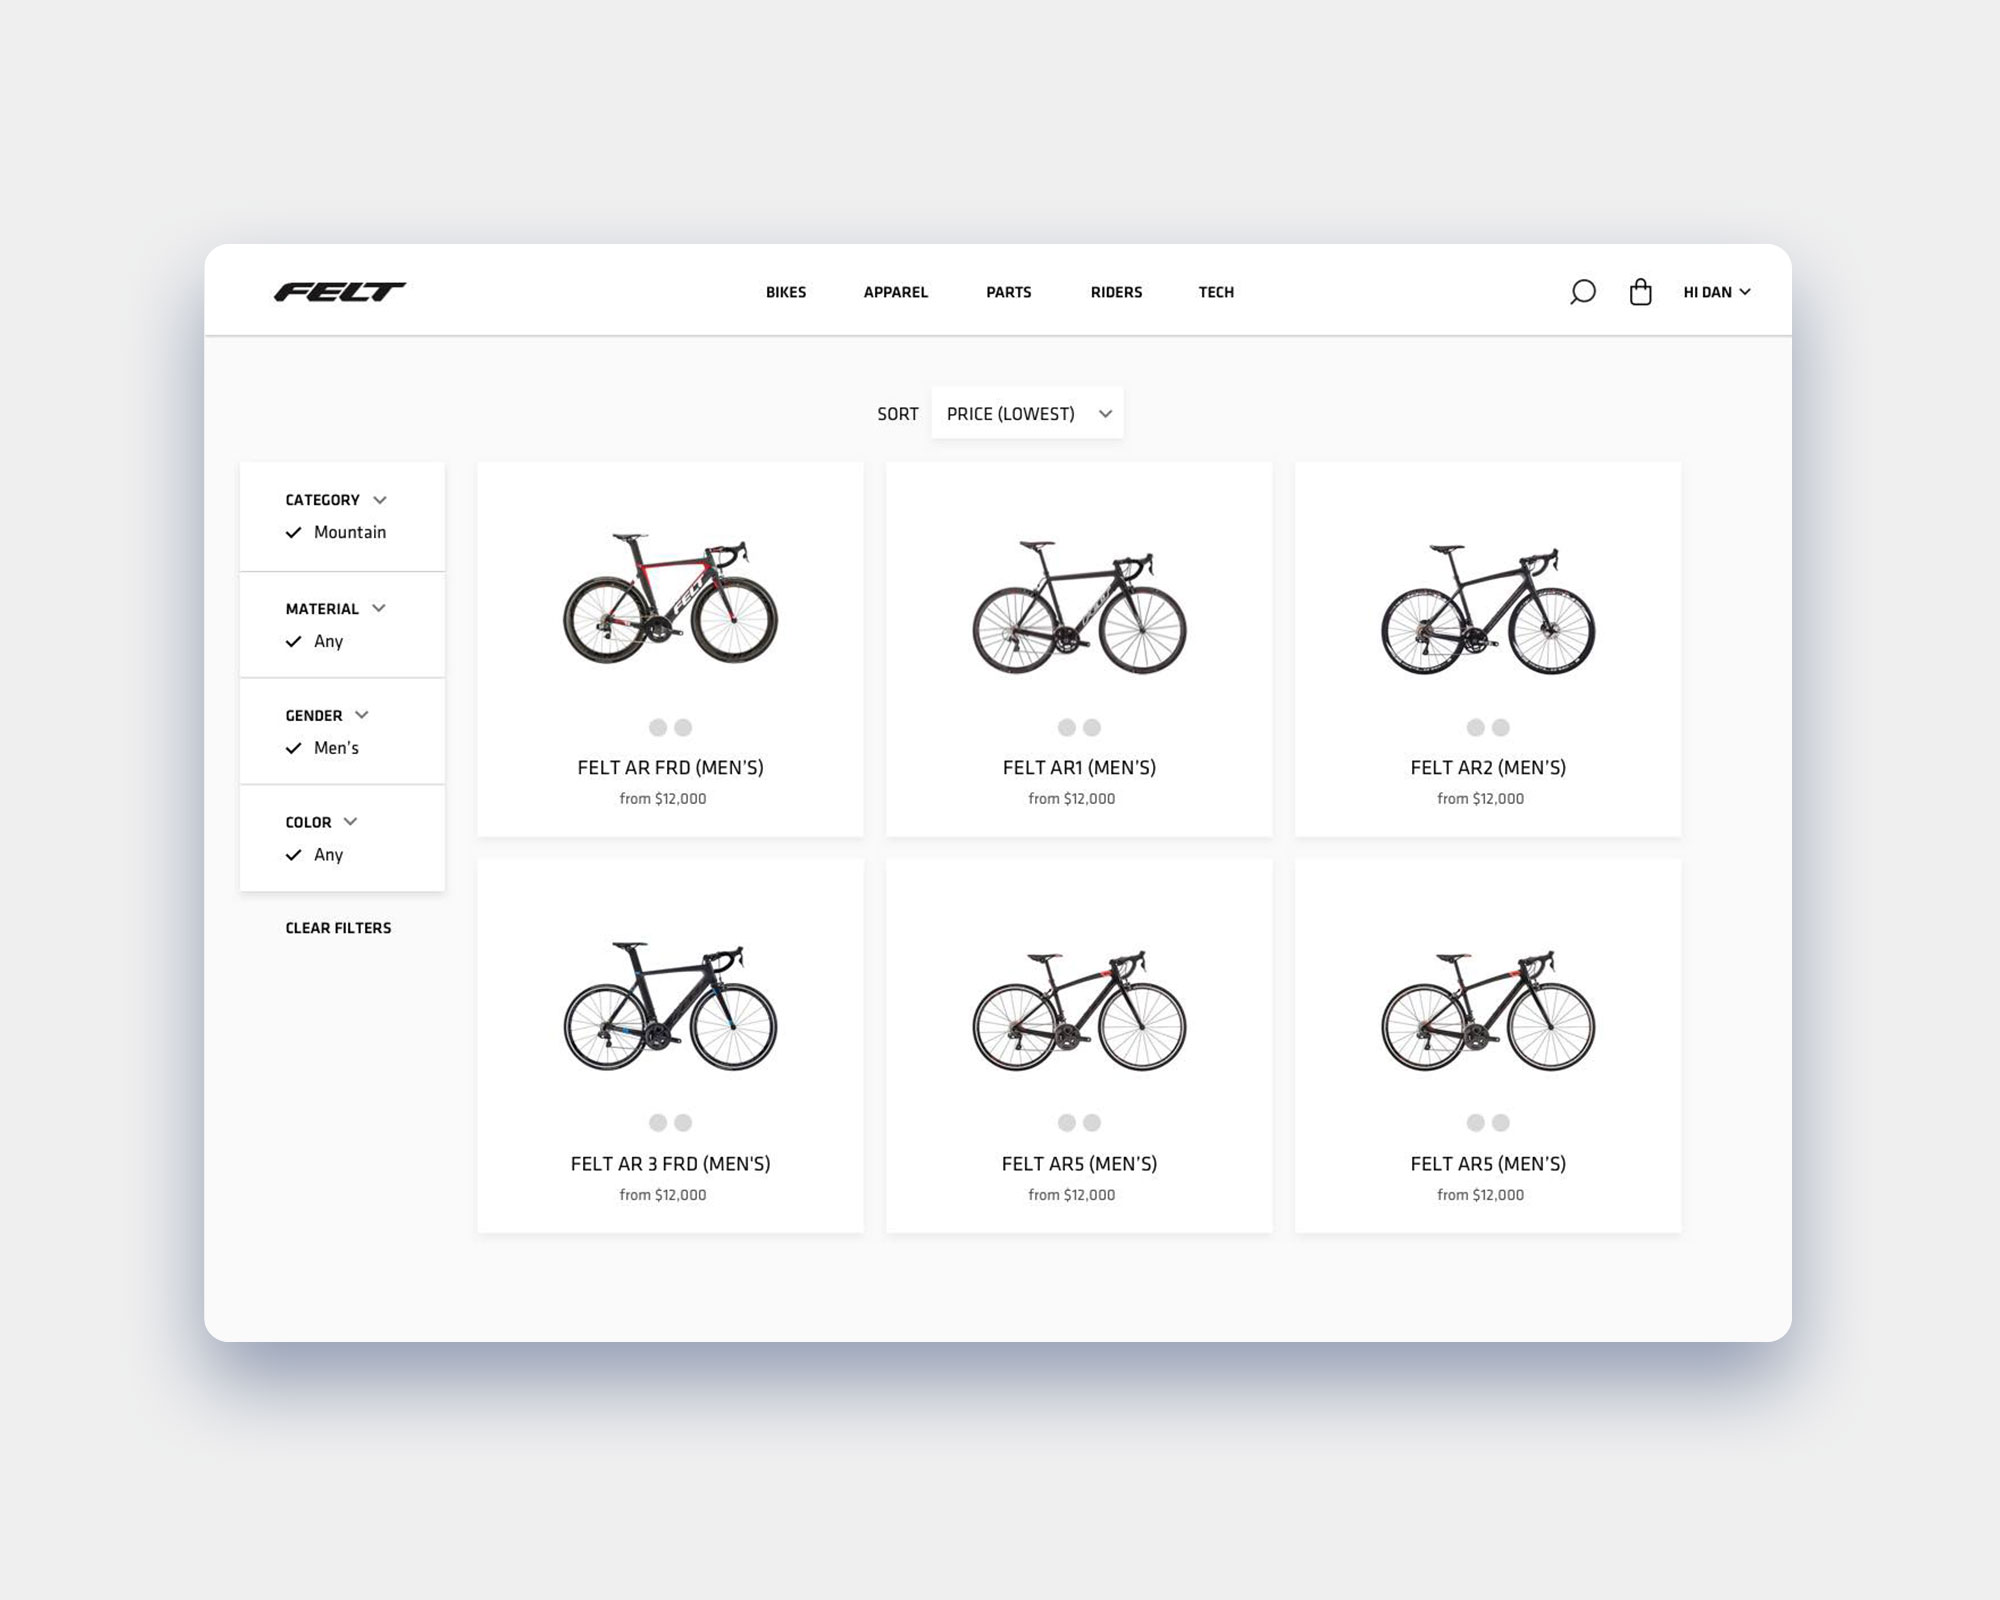 FELT
BIKES APPAREL PARTS RIDERS TECH
HI DAN
SORT PRICE (LOWEST)
CATEGORY
Mountain
MATERIAL
Any
GENDER
Men’s
COLOR
Any
CLEAR FILTERS
FELT
FELT AR FRD (MEN’S)
from $12,000
FELT AR1 (MEN’S)
from $12,000
FELT AR2 (MEN’S)
from $12,000
FELT AR 3 FRD (MEN'S)
from $12,000
FELT AR5 (MEN’S)
from $12,000
FELT AR5 (MEN’S)
from $12,000